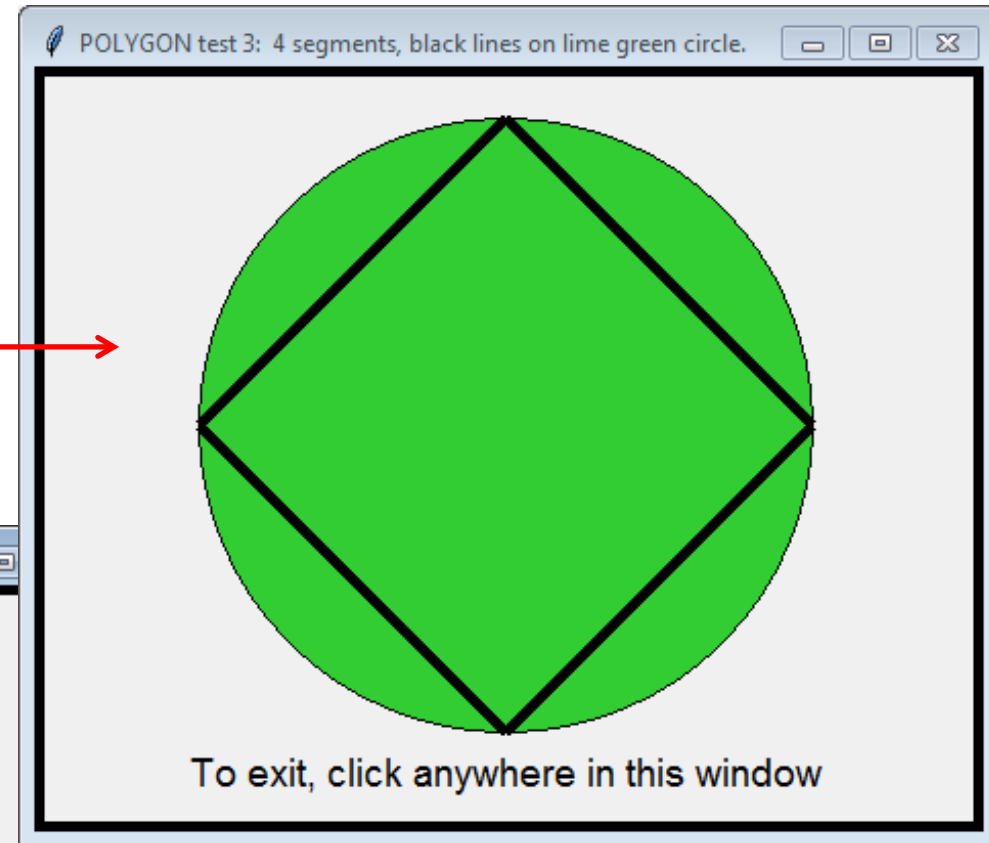 POLYGON test 3:  4 segments, black lines on lime green circle.
To exit, click anywhere in this window